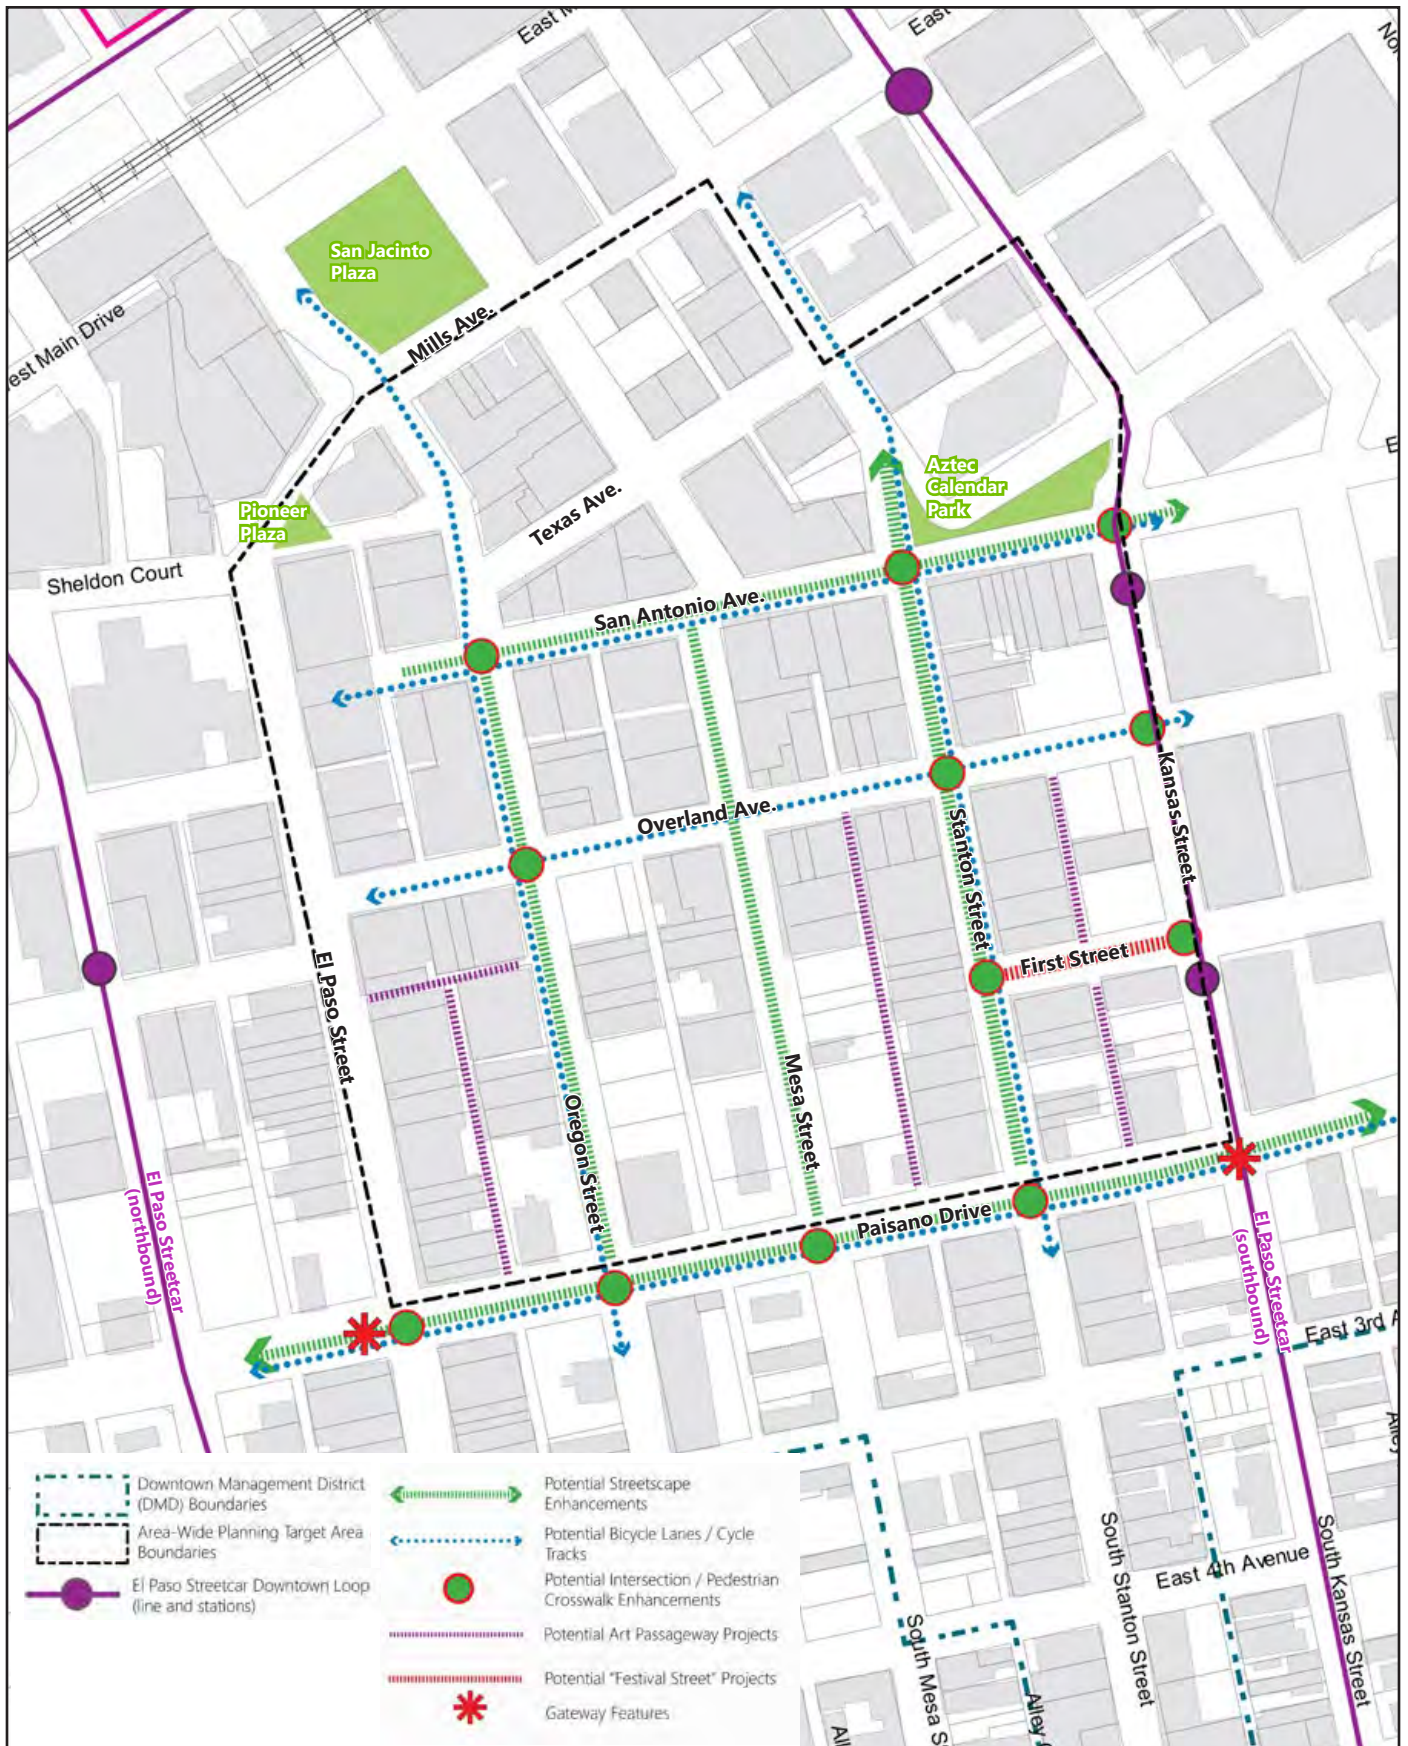 East M
East
No
San Jacinto
Plaza
Mills Ave.
est Main Drive
Aztec
Calendar
Park
Pioneer
Plaza
Texas Ave.
Sheldon Court
San Antonio Ave.
Overland Ave.
Kansas Street
Stanton Street
First Street
El Paso Street
Mesa Street
Oregon Street
Paisano Drive
El Paso Streetcar
(northbound)
El Paso Streetcar
(southbound)
East 3rd A
East 4th Avenue
South Stanton Street
South Kansas Street
South Mesa S
Alley
Downtown Management District
(DMD) Boundaries
Area-Wide Planning Target Area
Boundaries
El Paso Streetcar Downtown Loop
(line and stations)
Potential Streetscape
Enhancements
Potential Bicycle Lanes / Cycle
Tracks
Potential Intersection / Pedestrian
Crosswalk Enhancements
Potential Art Passageway Projects
Potential "Festival Street" Projects
Gateway Features